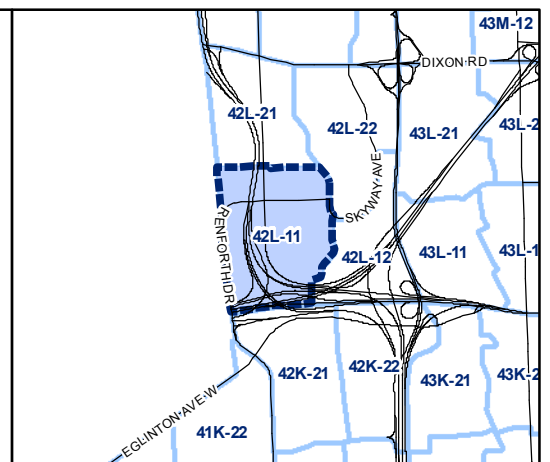 43M-12
DIXON RD
42L-21
43L-2
42L-22
43L-21
SKYWAY AVE
RENFORTH DR
42L-11
42L-12
43L-11
43L-1
42K-21
42K-22
43K-21
43K-2
EGLINTON AVE W
41K-22